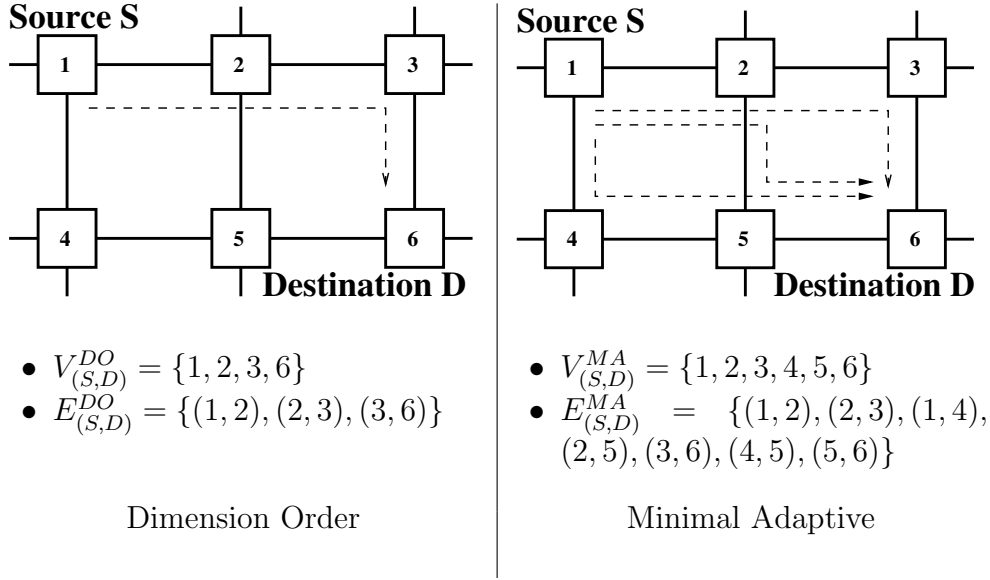 Source S
1
2
3
4
5
6
Destination D
• $V^{DO}_{(S,D)} = \{1, 2, 3, 6\}$
• $E^{DO}_{(S,D)} = \{(1, 2), (2, 3), (3, 6)\}$
Dimension Order
Source S
1
2
3
4
5
6
Destination D
• $V^{MA}_{(S,D)} = \{1, 2, 3, 4, 5, 6\}$
• $E^{MA}_{(S,D)} = \{(1, 2), (2, 3), (1, 4),$
$(2, 5), (3, 6), (4, 5), (5, 6)\}$
Minimal Adaptive